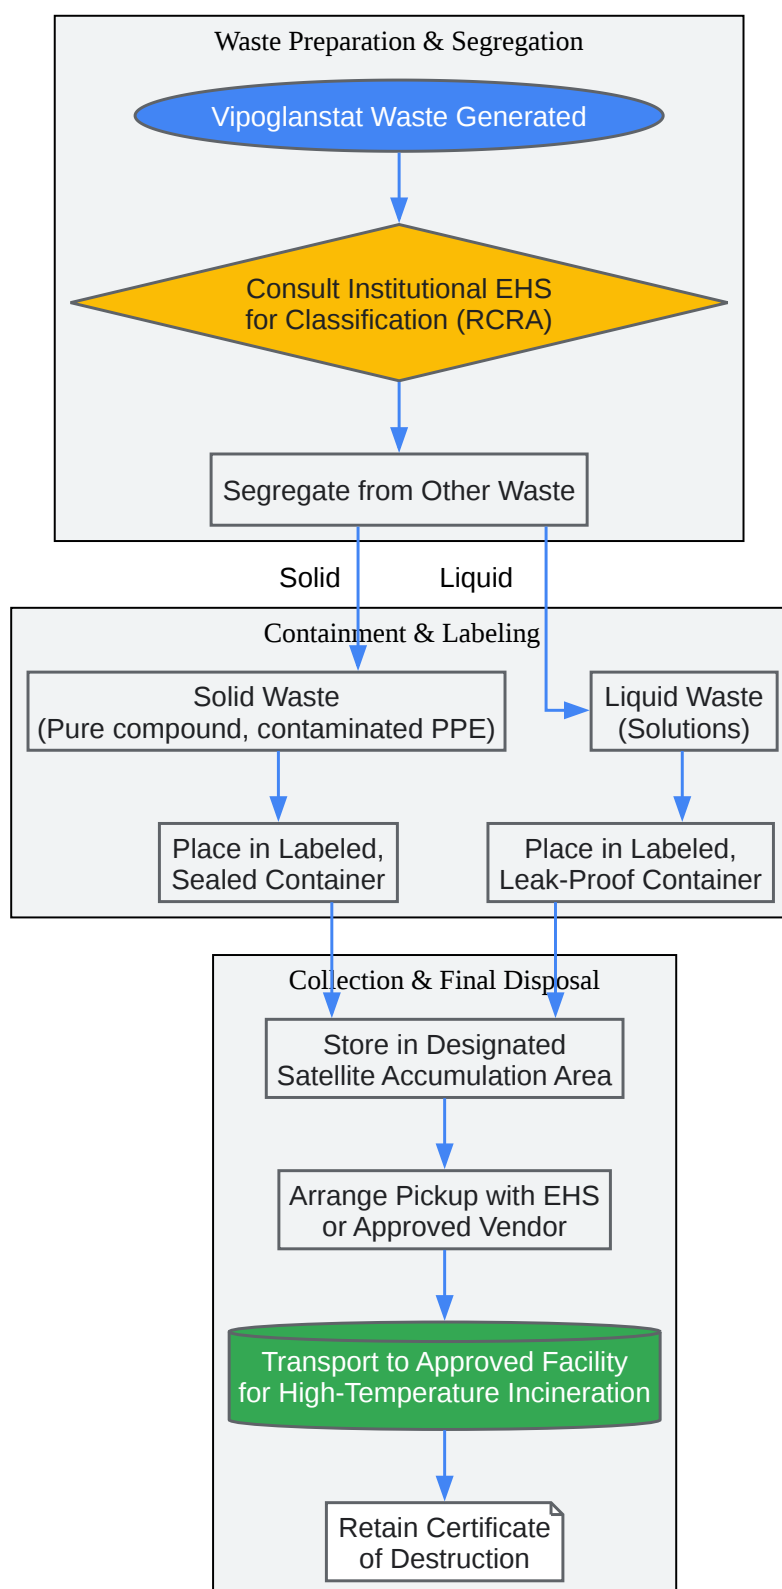 Waste Preparation & Segregation
Vipoglanstat Waste Generated
Consult Institutional EHS
for Classification (RCRA)
Segregate from Other Waste
Solid
Liquid
Containment & Labeling
Solid Waste
(Pure compound, contaminated PPE)
Liquid Waste
(Solutions)
Place in Labeled,
Sealed Container
Place in Labeled,
Leak-Proof Container
Collection & Final Disposal
Store in Designated
Satellite Accumulation Area
Arrange Pickup with EHS
or Approved Vendor
Transport to Approved Facility
for High-Temperature Incineration
Retain Certificate
of Destruction